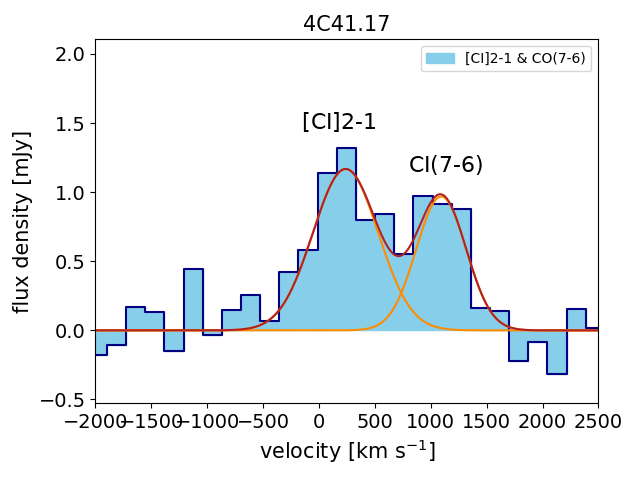 4C41.17
[CI]2-1 & CO(7-6)
[CI]2-1
CI(7-6)
2.0
1.5
1.0
0.5
0.0
−0.5
flux density [mJy]
−2000 −1500 −1000 −500 0 500 1000 1500 2000 2500
velocity [km s⁻¹]